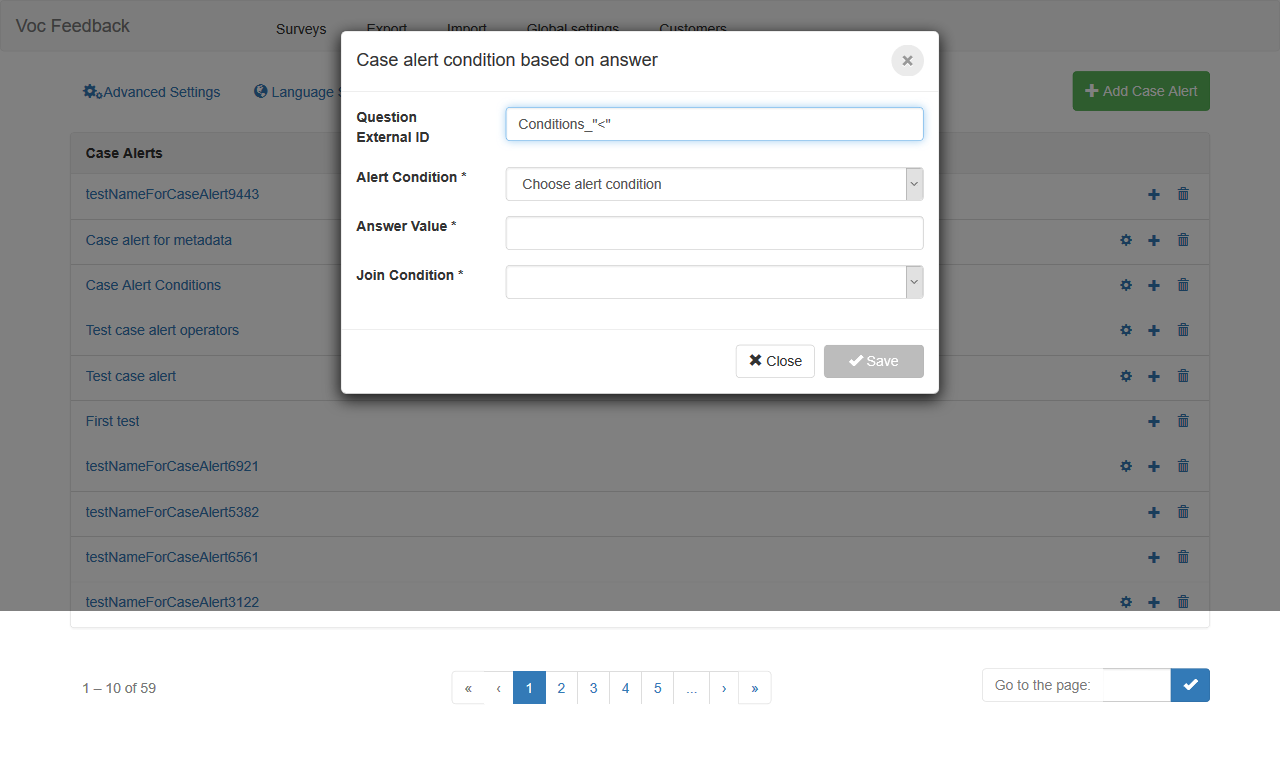 Voc Feedback
Surveys Export Import Global settings Customers
Case alert condition based on answer
Advanced Settings Language S
Add Case Alert
Question
External ID
Conditions_"<"
Alert Condition *
Choose alert condition
Answer Value *
Join Condition *
Close Save
Case Alerts
testNameForCaseAlert9443
Case alert for metadata
Case Alert Conditions
Test case alert operators
Test case alert
First test
testNameForCaseAlert6921
testNameForCaseAlert5382
testNameForCaseAlert6561
testNameForCaseAlert3122
1 – 10 of 59
« ‹ 1 2 3 4 5 ... › »
Go to the page: